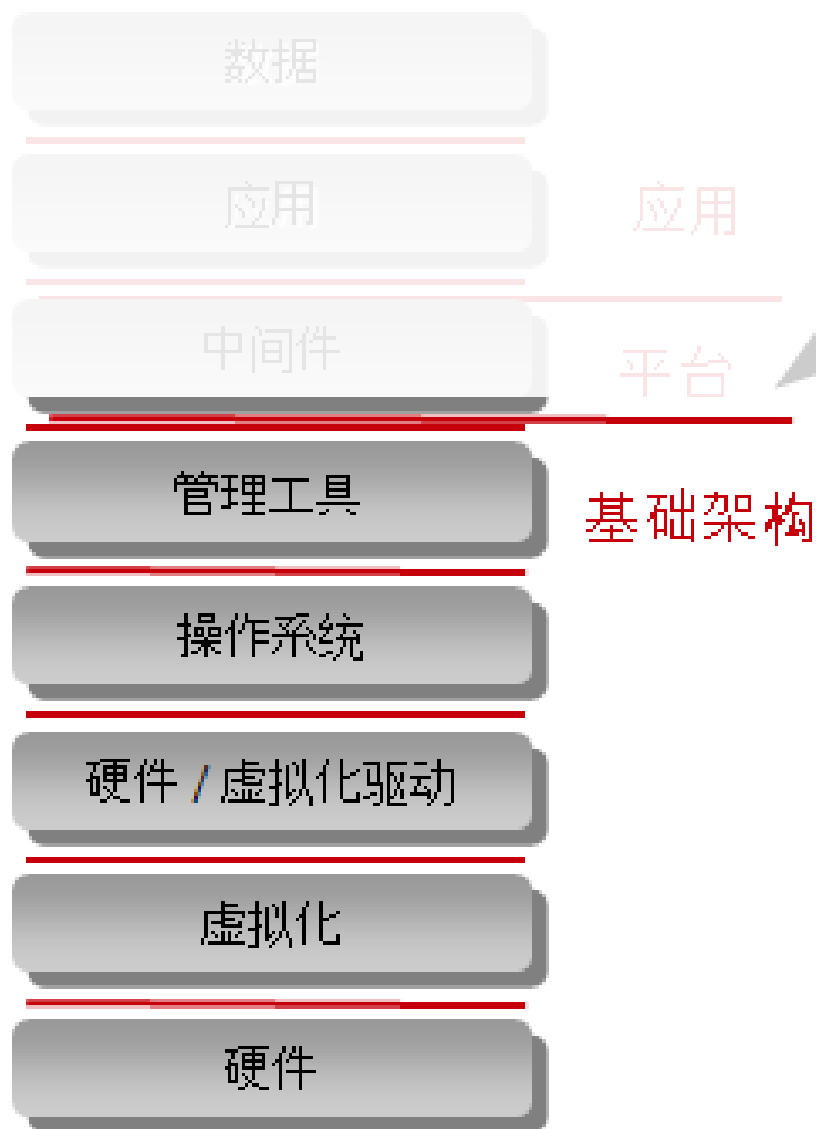 数据
应用
应用
中间件
平台
管理工具
基础架构
操作系统
硬件 / 虚拟化驱动
虚拟化
硬件